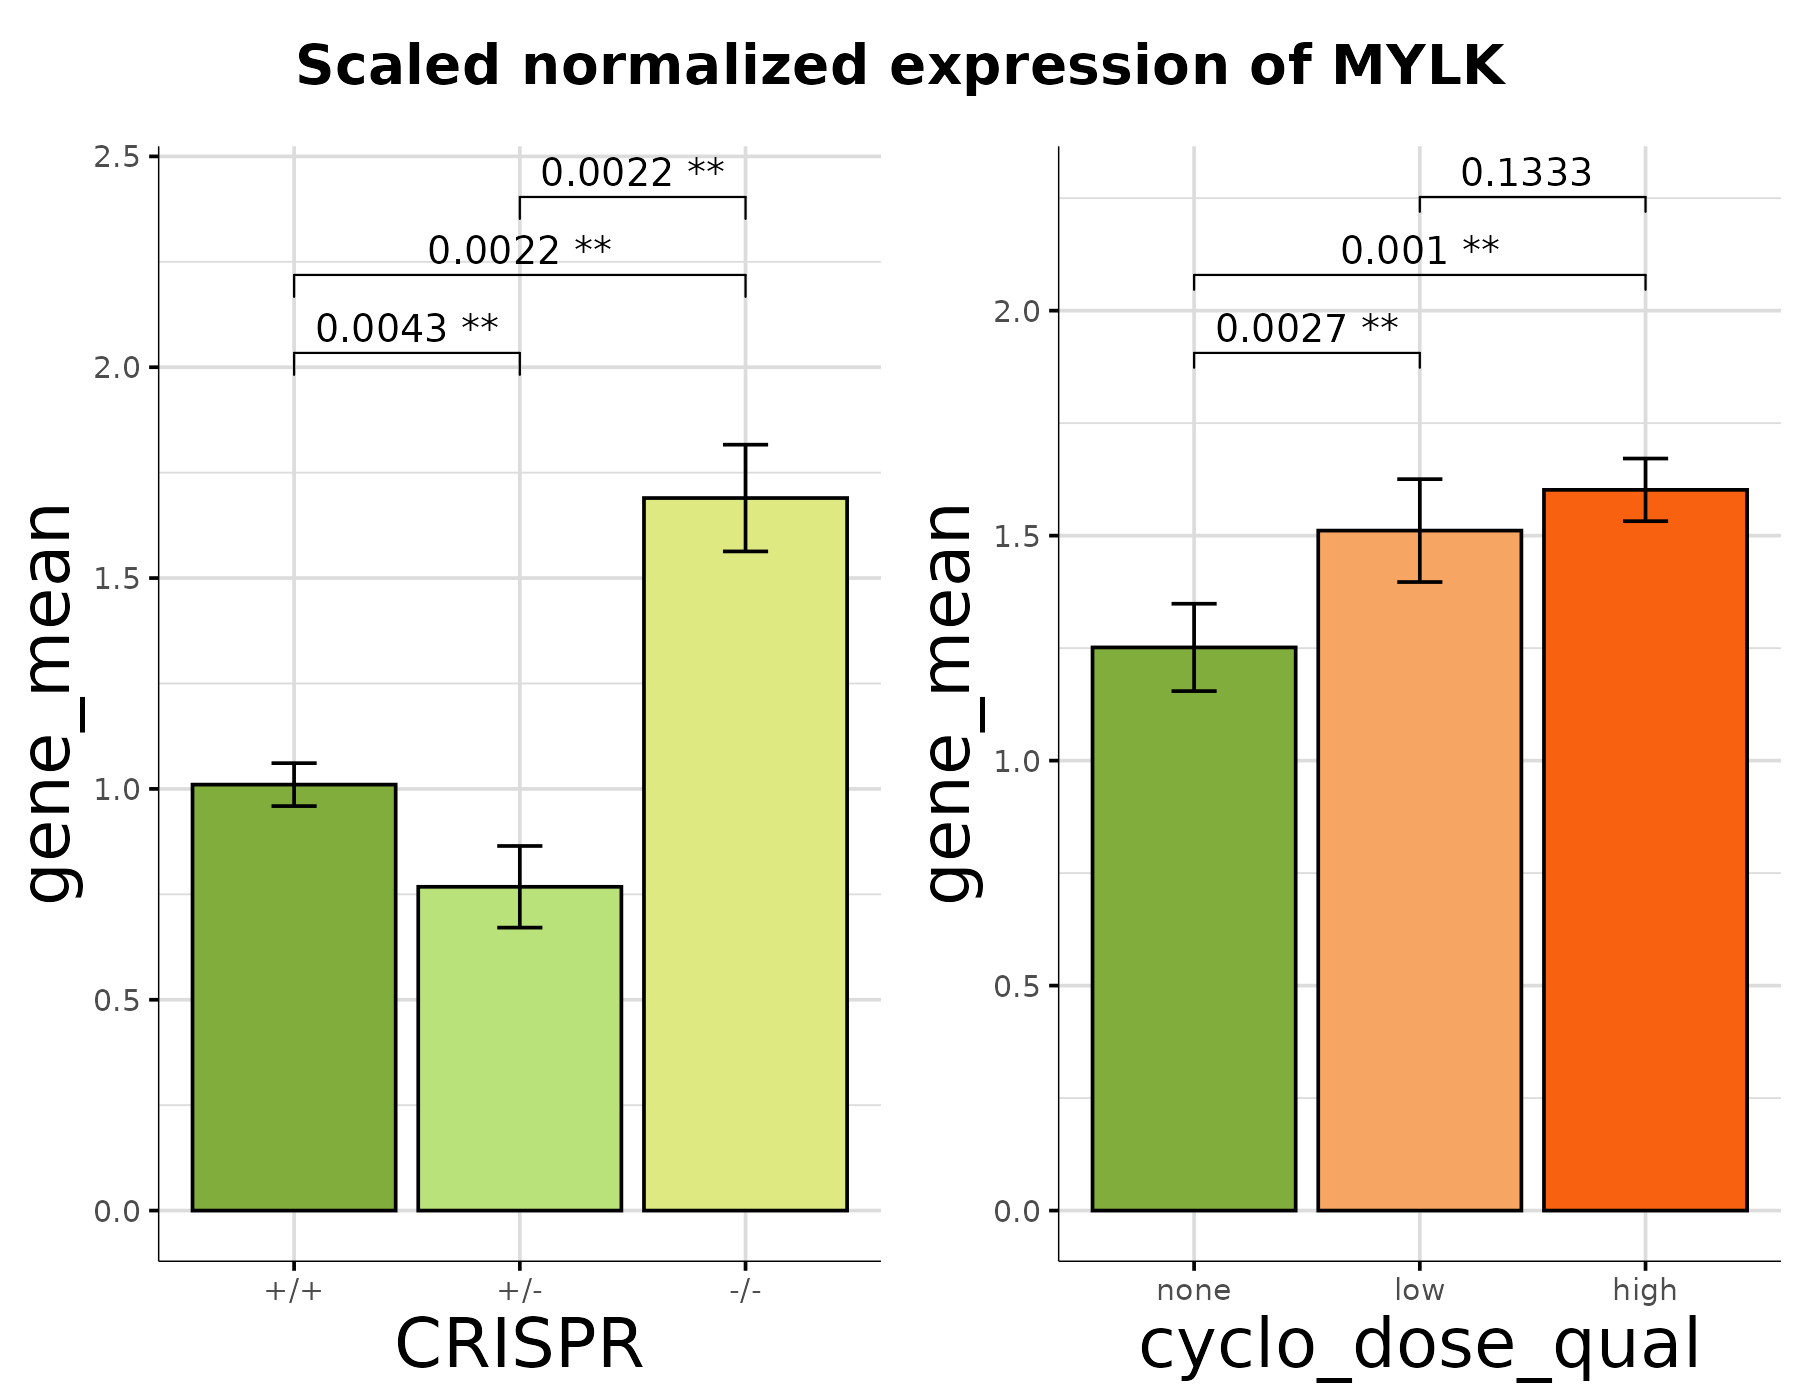 Scaled normalized expression of MYLK
gene_mean
2.5
2.0
1.5
1.0
0.5
0.0
0.0022 **
0.0022 **
0.0043 **
+/+
+/-
-/-
CRISPR
gene_mean
2.0
1.5
1.0
0.5
0.0
0.1333
0.001 **
0.0027 **
none
low
high
cyclo_dose_qual